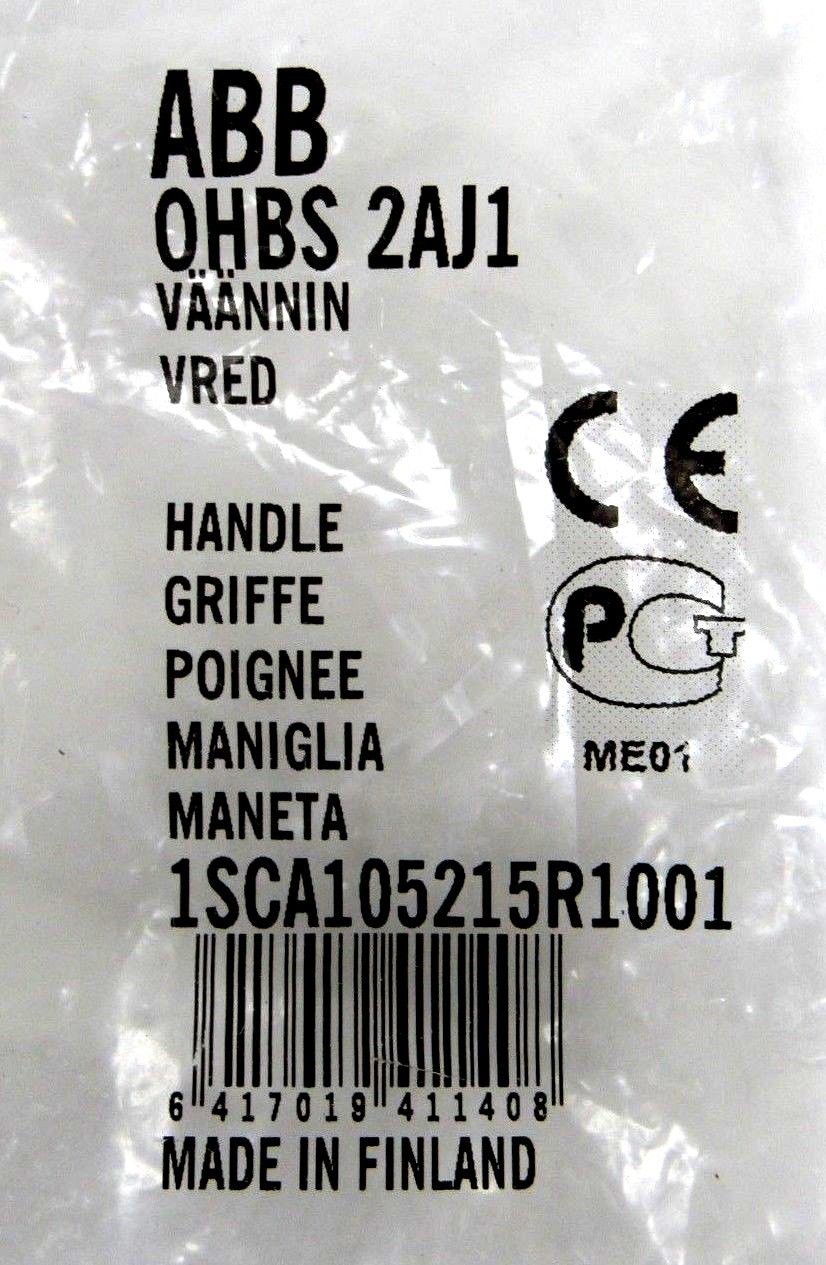 ABB
OHBS 2AJ1
VÄÄNNIN
VRED
CE
HANDLE
GRIFFE
POIGNEE
MANIGLIA
MANETA
PCT
ME01
1SCA105215R1001
6 417019 411408
MADE IN FINLAND